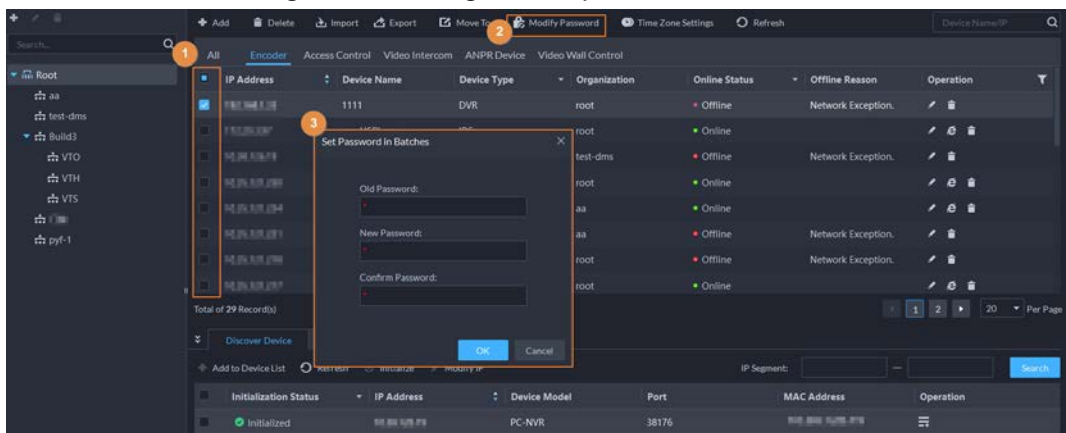 Add Delete Import Export Move To Modify Password Time Zone Settings Refresh Device Name/IP
2
Search...
1
All Encoder Access Control Video Intercom ANPR Device Video Wall Control
IP Address Device Name Device Type Organization Online Status Offline Reason Operation
Root
aa
test-dms
Build3
VTO
VTH
VTS
pyf-1
1111 DVR root Offline Network Exception.
3
root Online
Set Password in Batches
test-dms Offline Network Exception.
Old Password:
*
root Online
aa Online
New Password:
*
aa Offline Network Exception.
root Offline Network Exception.
Confirm Password:
*
root Online
Total of 29 Record(s) 1 2 20 Per Page
OK Cancel
Discover Device
Add to Device List Refresh Initialize Modify IP IP Segment: — Search
Initialization Status IP Address Device Model Port MAC Address Operation
Initialized PC-NVR 38176